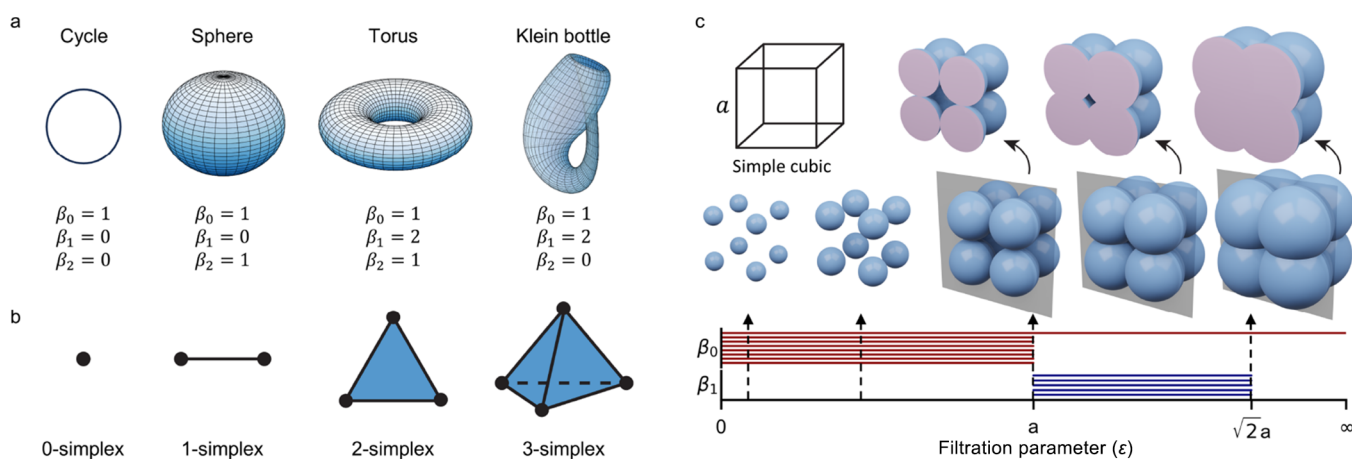 a
Cycle
Sphere
Torus
Klein bottle
β₀ = 1
β₁ = 0
β₂ = 0
β₀ = 1
β₁ = 0
β₂ = 1
β₀ = 1
β₁ = 2
β₂ = 1
β₀ = 1
β₁ = 2
β₂ = 0
b
0-simplex
1-simplex
2-simplex
3-simplex
c
a
Simple cubic
β₀
β₁
0
a
√2a
∞
Filtration parameter (ε)